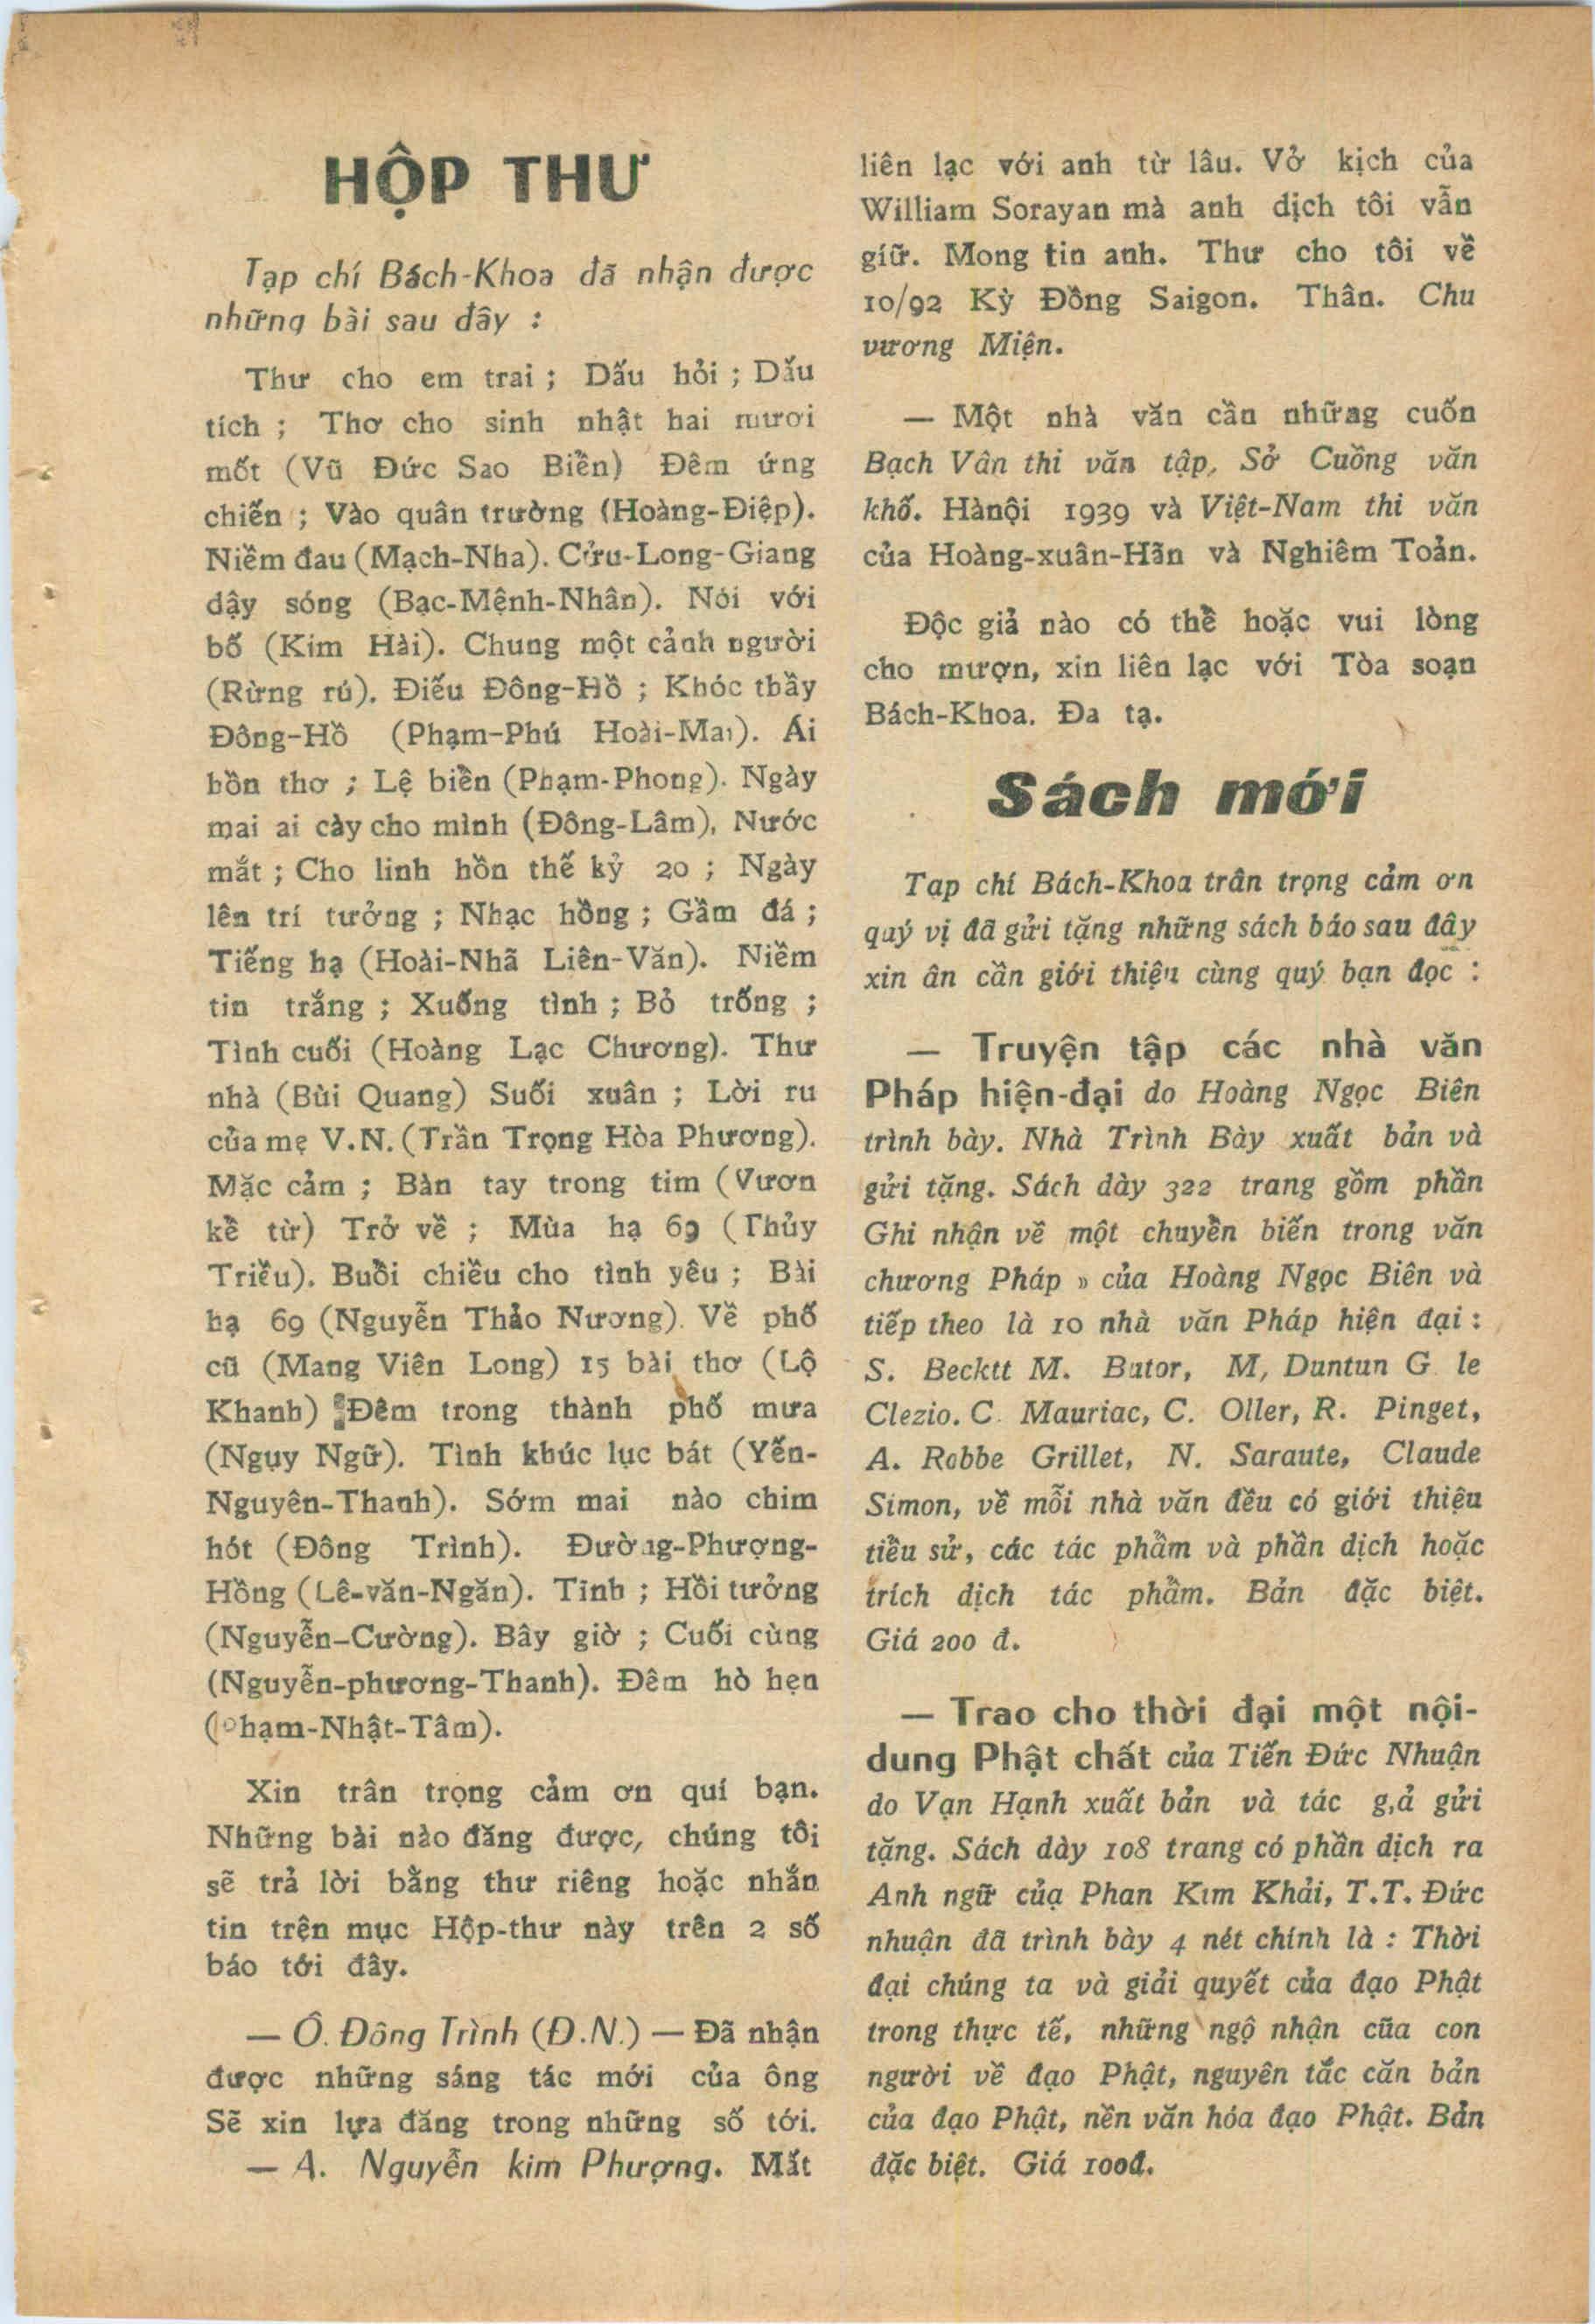 HỘP THƯ
Tạp chí Bách-Khoa đã nhận được
những bài sau đây :
Thư cho em trai ; Dấu hỏi ; Dấu
tích ; Thơ cho sinh nhật hai mươi
mốt (Vũ Đức Sao Biển) Đêm ứng
chiến ; Vào quân trường (Hoàng-Điệp).
Niềm đau (Mạch-Nha). Cửu-Long-Giang
dậy sóng (Bạc-Mệnh-Nhân). Nói với
bố (Kim Hài). Chung một cảnh người
(Rừng rú). Điếu Đông-Hồ ; Khóc thầy
Đông-Hồ (Phạm-Phú Hoài-Mai). Ái
hồn thơ ; Lệ biển (Phạm-Phong). Ngày
mai ai cày cho mình (Đông-Lâm), Nước
mắt ; Cho linh hồn thế kỷ 20 ; Ngày
lên trí tưởng ; Nhạc hồng ; Gầm đá ;
Tiếng hạ (Hoài-Nhã Liên-Văn). Niềm
tin trắng ; Xuống tình ; Bỏ trống ;
Tình cuối (Hoàng Lạc Chương). Thư
nhà (Bùi Quang) Suối xuân ; Lời ru
của mẹ V.N. (Trần Trọng Hòa Phương).
Mặc cảm ; Bàn tay trong tim (Vươn
kề từ) Trở về ; Mùa hạ 69 (Thủy
Triều). Buổi chiều cho tình yêu ; Bài
hạ 69 (Nguyễn Thảo Nương). Về phố
cũ (Mang Viên Long) 15 bài thơ (Lộ
Khanh) Đêm trong thành phố mưa
(Ngụy Ngữ). Tình khúc lục bát (Yến-
Nguyên-Thanh). Sớm mai nào chim
hót (Đông Trình). Đường-Phượng-
Hồng (Lê-văn-Ngăn). Tình ; Hồi tưởng
(Nguyễn-Cường). Bây giờ ; Cuối cùng
(Nguyễn-phương-Thanh). Đêm hò hẹn
(Phạm-Nhật-Tâm).
Xin trân trọng cảm ơn quí bạn.
Những bài nào đăng được, chúng tôi
sẽ trả lời bằng thư riêng hoặc nhắn
tin trện mục Hộp-thư này trên 2 số
báo tới đây.
— Ô. Đông Trình (Đ.N.) — Đã nhận
được những sáng tác mới của ông
Sẽ xin lựa đăng trong những số tới.
— A. Nguyễn kim Phượng. Mất
liên lạc với anh từ lâu. Vở kịch của
William Sorayan mà anh dịch tôi vẫn
giữ. Mong tin anh. Thư cho tôi về
10/92 Kỳ Đồng Saigon. Thân. Chu
vương Miện.
— Một nhà văn cần những cuốn
Bạch Vân thi văn tập, Sở Cuồng văn
khố. Hànội 1939 và Việt-Nam thi văn
của Hoàng-xuân-Hãn và Nghiêm Toản.
Độc giả nào có thể hoặc vui lòng
cho mượn, xin liên lạc với Tòa soạn
Bách-Khoa. Đa tạ.
Sách mới
Tạp chí Bách-Khoa trân trọng cảm ơn
quý vị đã gửi tặng những sách báo sau đây
xin ân cần giới thiệu cùng quý bạn đọc :
— Truyện tập các nhà văn
Pháp hiện-đại do Hoàng Ngọc Biên
trình bày. Nhà Trình Bày xuất bản và
gửi tặng. Sách dày 322 trang gồm phần
Ghi nhận về một chuyển biến trong văn
chương Pháp » của Hoàng Ngọc Biên và
tiếp theo là 10 nhà văn Pháp hiện đại :
S. Becktt M. Butor, M, Duntun G. le
Clezio. C. Mauriac, C. Oller, R. Pinget,
A. Robbe Grillet, N. Saraute, Claude
Simon, về mỗi nhà văn đều có giới thiệu
tiểu sử, các tác phẩm và phần dịch hoặc
trích dịch tác phẩm. Bản đặc biệt.
Giá 200 đ.
— Trao cho thời đại một nội-
dung Phật chất của Tiến Đức Nhuận
do Vạn Hạnh xuất bản và tác g,ả gửi
tặng. Sách dày 108 trang có phần dịch ra
Anh ngữ củạ Phan Kim Khải, T.T. Đức
nhuận đã trình bày 4 nét chính là : Thời
đại chúng ta và giải quyết của đạo Phật
trong thực tế, những ngộ nhận cũa con
người về đạo Phật, nguyên tắc căn bản
của đạo Phật, nền văn hóa đạo Phật. Bản
đặc biệt. Giá 100đ.